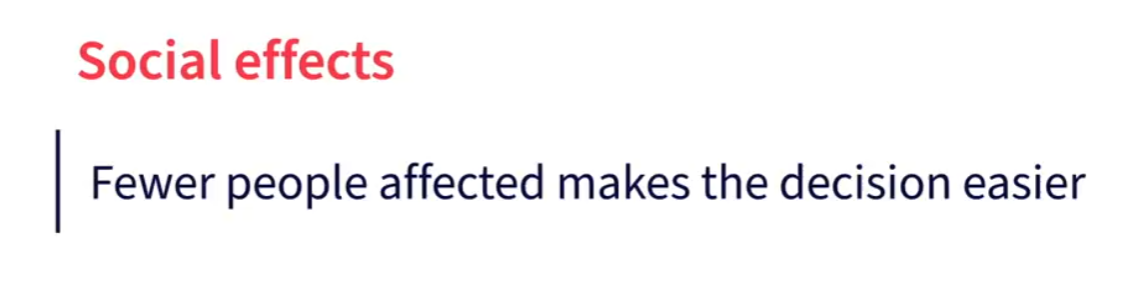 Social effects
Fewer people affected makes the decision easier